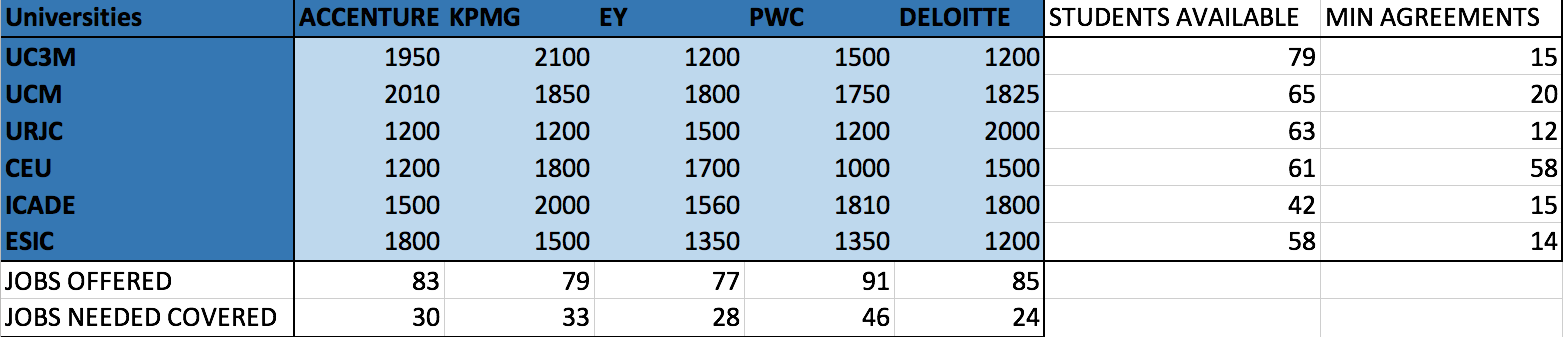 Universities ACCENTURE KPMG EY PWC DELOITTE STUDENTS AVAILABLE MIN AGREEMENTS
UC3M 1950 2100 1200 1500 1200 79 15
UCM 2010 1850 1800 1750 1825 65 20
URJC 1200 1200 1500 1200 2000 63 12
CEU 1200 1800 1700 1000 1500 61 58
ICADE 1500 2000 1560 1810 1800 42 15
ESIC 1800 1500 1350 1350 1200 58 14
JOBS OFFERED 83 79 77 91 85
JOBS NEEDED COVERED 30 33 28 46 24